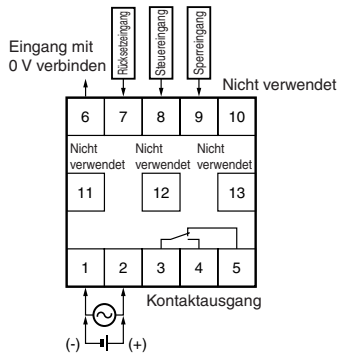 Eingang mit
0 V verbinden
Rücksetzeingang
Steuereingang
Sperreingang
Nicht verwendet
6 7 8 9 10
Nicht verwendet
Nicht verwendet
Nicht verwendet
11 12 13
1 2 3 4 5
Kontaktausgang
(-) (+)